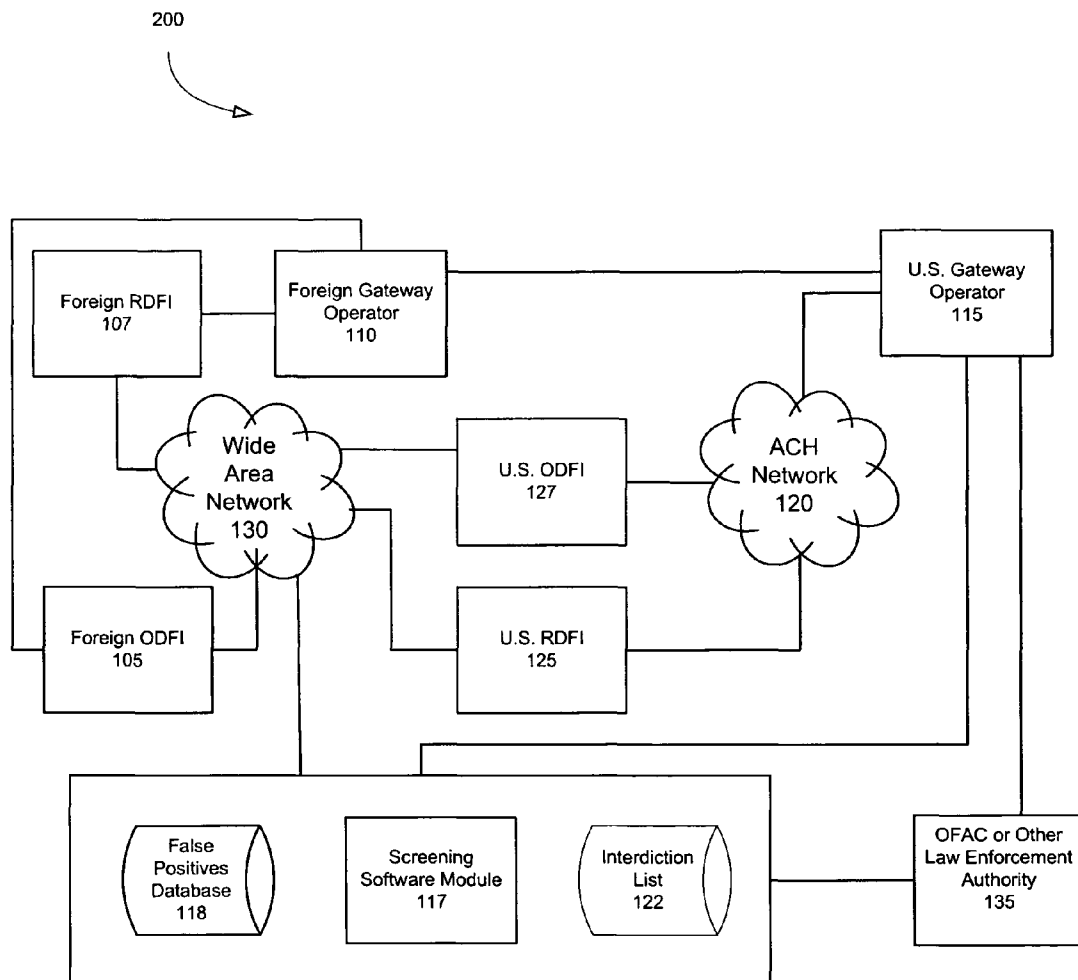 200
Foreign RDFI
107
Foreign Gateway
Operator
110
U.S. Gateway
Operator
115
Wide
Area
Network
130
U.S. ODFI
127
ACH
Network
120
Foreign ODFI
105
U.S. RDFI
125
False
Positives
Database
118
Screening
Software Module
117
Interdiction
List
122
OFAC or Other
Law Enforcement
Authority
135